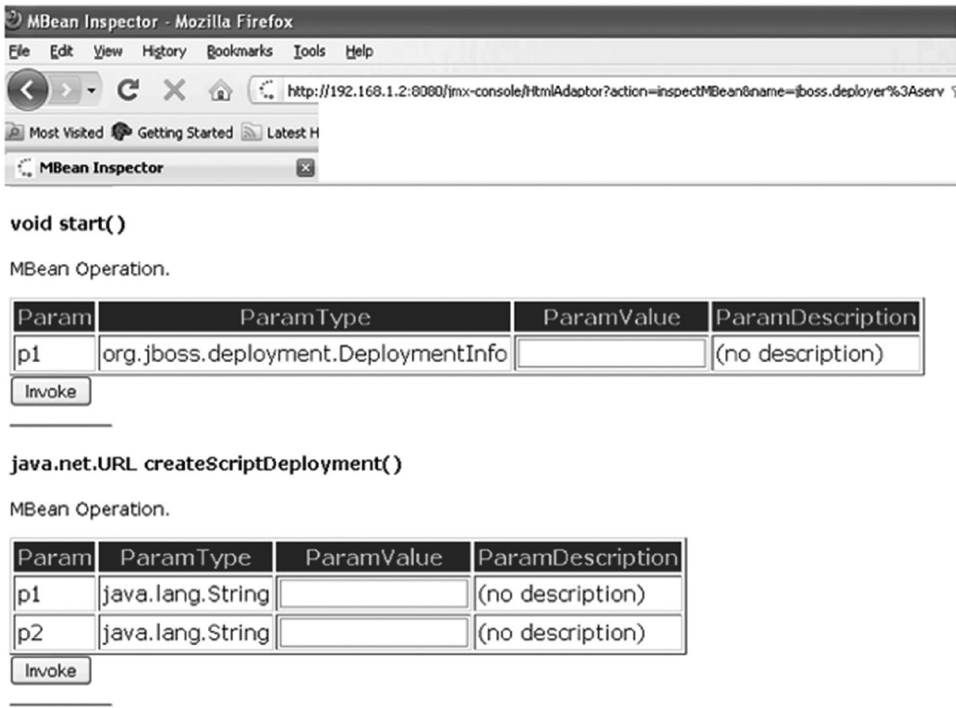 MBean Inspector - Mozilla Firefox
File Edit View History Bookmarks Tools Help
http://192.168.1.2:8080/jmx-console/HtmlAdaptor?action=inspectMBean&name=jboss.deployer%3Aserv
Most Visited Getting Started Latest H
MBean Inspector
void start()
MBean Operation.
Param ParamType ParamValue ParamDescription
p1 org.jboss.deployment.DeploymentInfo (no description)
Invoke
java.net.URL createScriptDeployment()
MBean Operation.
Param ParamType ParamValue ParamDescription
p1 java.lang.String (no description)
p2 java.lang.String (no description)
Invoke